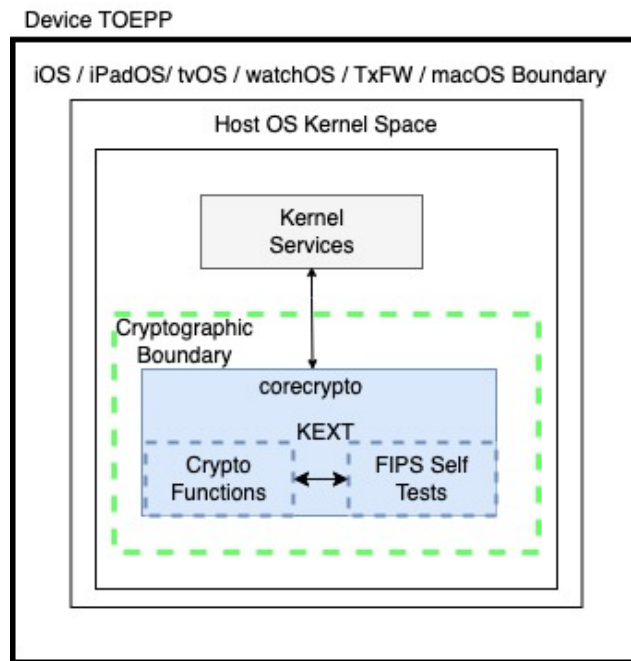 Device TOEPP
iOS / iPadOS/ tvOS / watchOS / TxFW / macOS Boundary
Host OS Kernel Space
Kernel
Services
Cryptographic
Boundary
corecrypto
KEXT
Crypto
Functions
FIPS Self
Tests